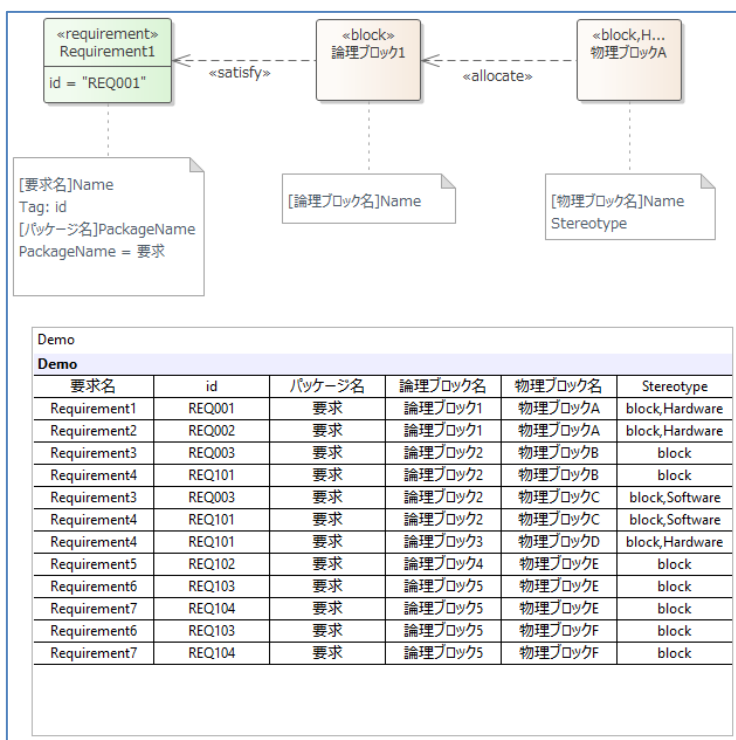 «requirement»
Requirement1
id = "REQ001"
«satisfy»
«block»
論理ブロック1
«allocate»
«block,H...
物理ブロックA
[要求名]Name
Tag: id
[パッケージ名]PackageName
PackageName = 要求
[論理ブロック名]Name
[物理ブロック名]Name
Stereotype
Demo
Demo
要求名 id パッケージ名 論理ブロック名 物理ブロック名 Stereotype
Requirement1 REQ001 要求 論理ブロック1 物理ブロックA block,Hardware
Requirement2 REQ002 要求 論理ブロック1 物理ブロックA block,Hardware
Requirement3 REQ003 要求 論理ブロック2 物理ブロックB block
Requirement4 REQ101 要求 論理ブロック2 物理ブロックB block
Requirement3 REQ003 要求 論理ブロック2 物理ブロックC block,Software
Requirement4 REQ101 要求 論理ブロック2 物理ブロックC block,Software
Requirement4 REQ101 要求 論理ブロック3 物理ブロックD block,Hardware
Requirement5 REQ102 要求 論理ブロック4 物理ブロックE block
Requirement6 REQ103 要求 論理ブロック5 物理ブロックE block
Requirement7 REQ104 要求 論理ブロック5 物理ブロックE block
Requirement6 REQ103 要求 論理ブロック5 物理ブロックF block
Requirement7 REQ104 要求 論理ブロック5 物理ブロックF block